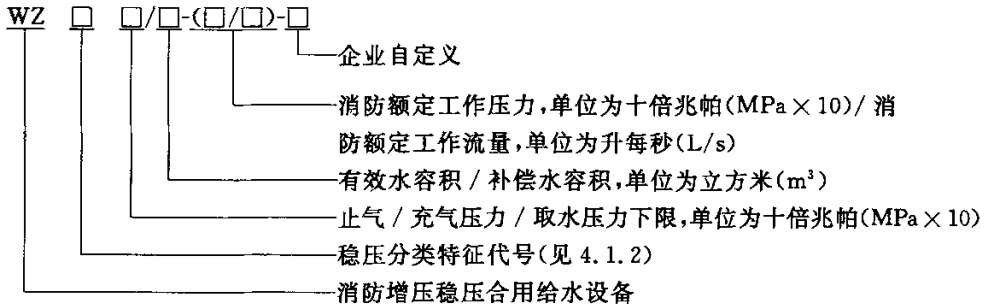 WZ □ □/□-(□/□)-□
企业自定义
消防额定工作压力,单位为十倍兆帕(MPa×10)/消
防额定工作流量,单位为升每秒(L/s)
有效水容积/补偿水容积,单位为立方米(m³)
止气/充气压力/取水压力下限,单位为十倍兆帕(MPa×10)
稳压分类特征代号(见 4.1.2)
消防增压稳压合用给水设备